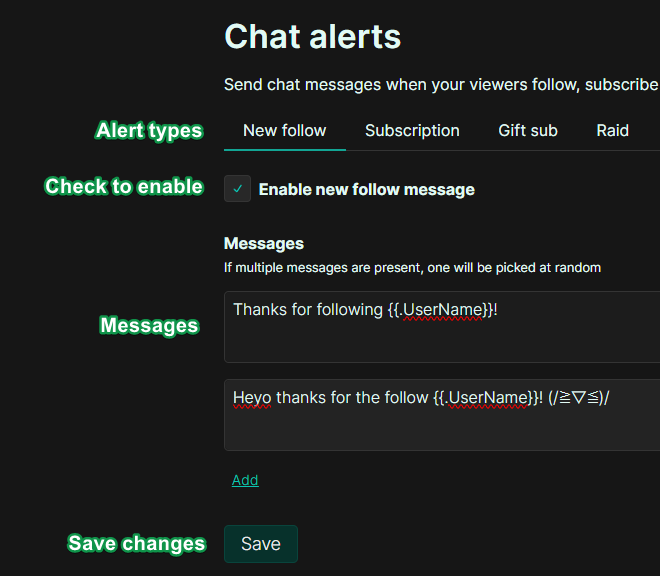 Chat alerts
Send chat messages when your viewers follow, subscribe
Alert types
New follow Subscription Gift sub Raid
Check to enable
Enable new follow message
Messages
If multiple messages are present, one will be picked at random
Messages
Thanks for following {{.UserName}}!
Heyo thanks for the follow {{.UserName}}! (/≧▽≦)/
Add
Save changes
Save